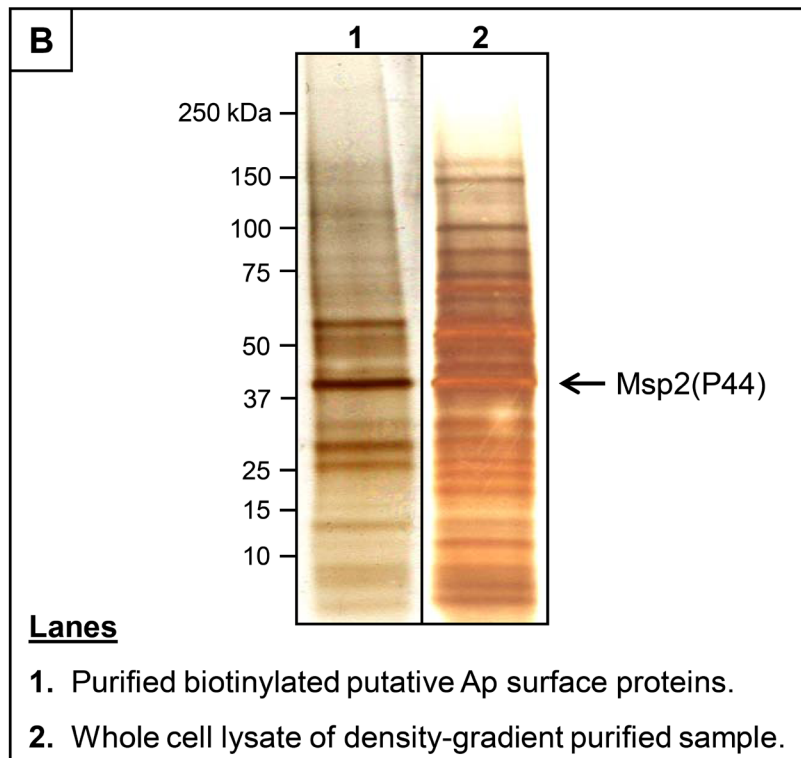 B
1 2
250 kDa
150
100
75
50
37
25
15
10
Msp2(P44)
Lanes
1. Purified biotinylated putative Ap surface proteins.
2. Whole cell lysate of density-gradient purified sample.